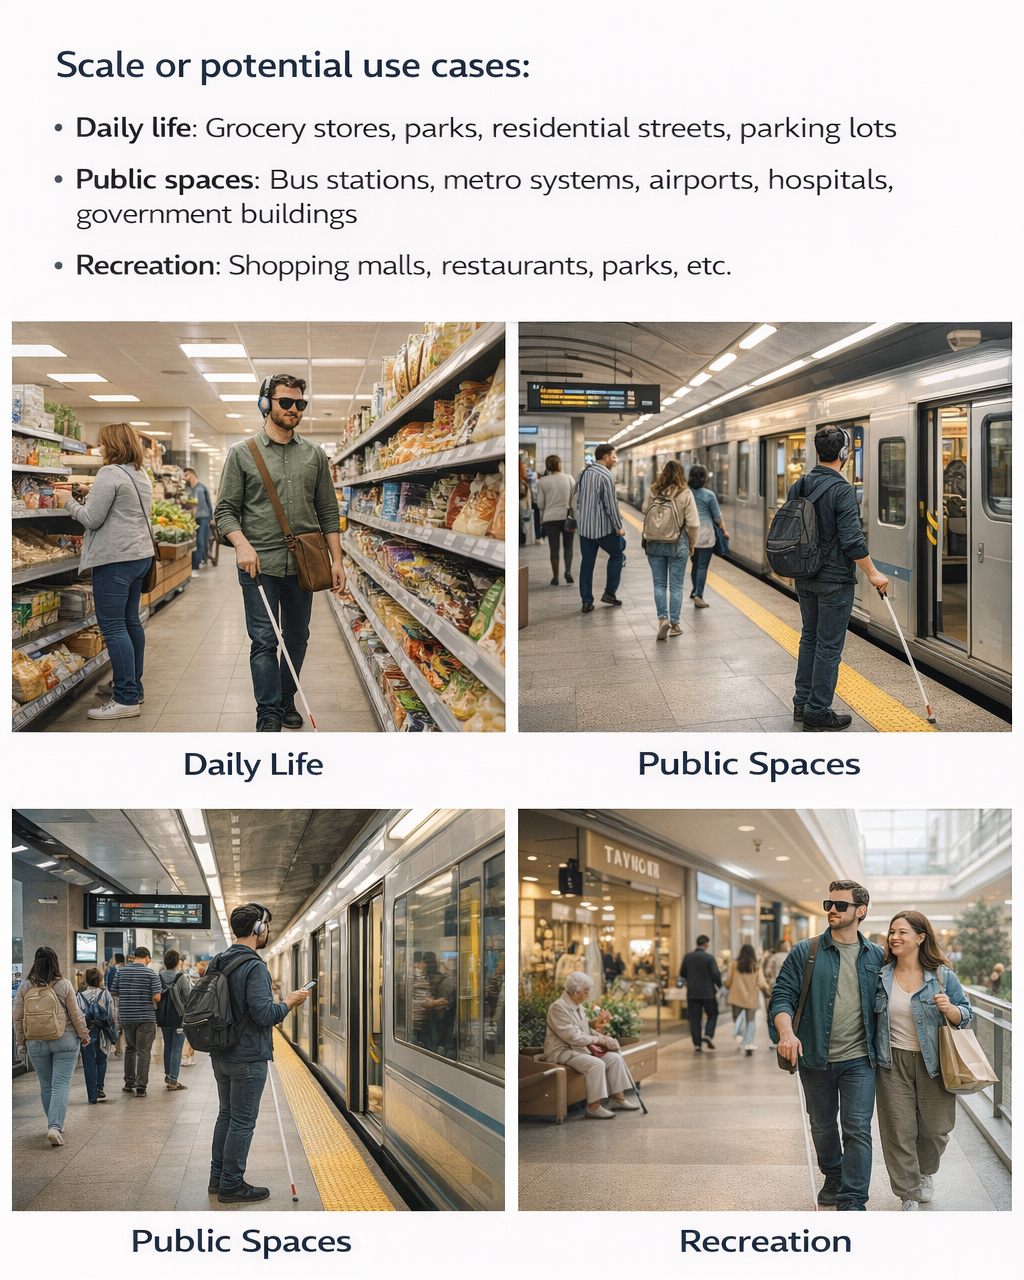 Scale or potential use cases:
• Daily life: Grocery stores, parks, residential streets, parking lots
• Public spaces: Bus stations, metro systems, airports, hospitals,
government buildings
• Recreation: Shopping malls, restaurants, parks, etc.
Daily Life
Public Spaces
Public Spaces
Recreation